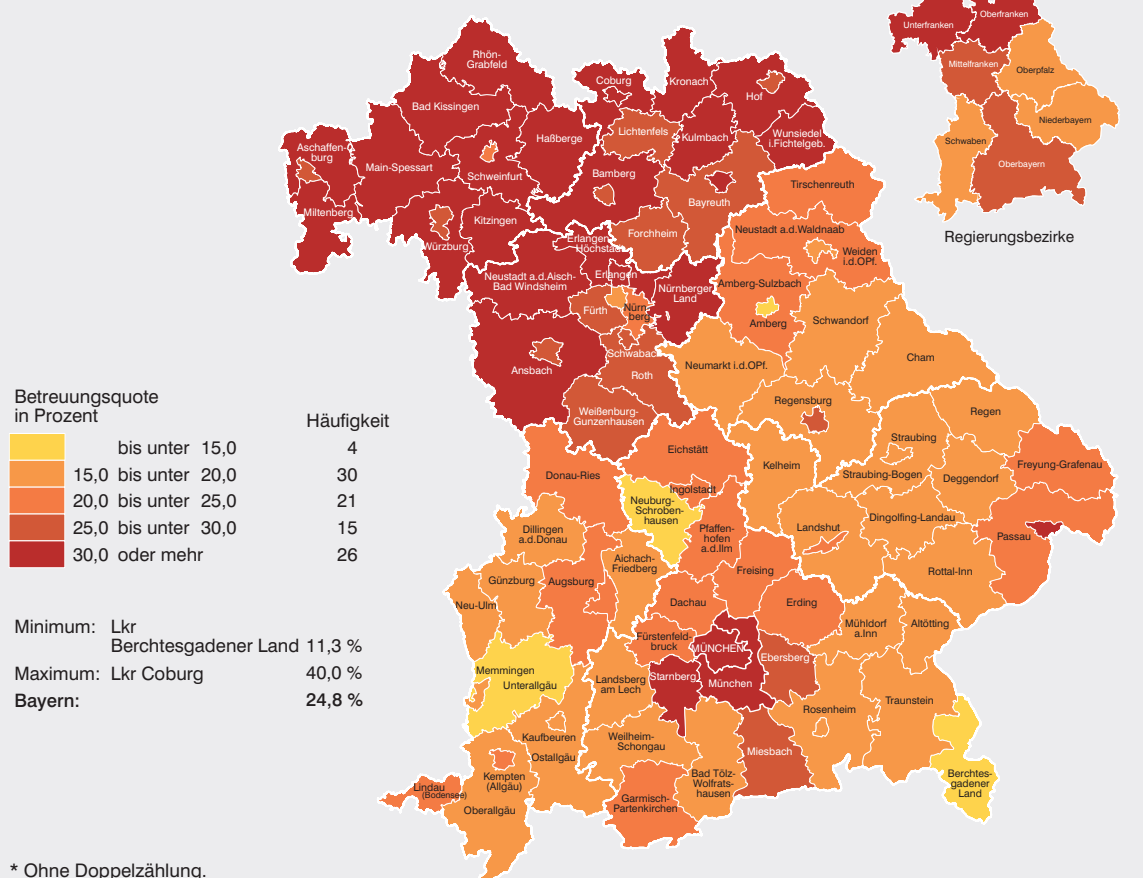 Unterfranken
Oberfranken
Mittelfranken
Oberpfalz
Niederbayern
Schwaben
Oberbayern
Regierungsbezirke
Rhön-
Grabfeld
Coburg
Kronach
Hof
Bad Kissingen
Lichtenfels
Kulmbach
Wunsiedel
i.Fichtelgeb.
Haßberge
Aschaffen-
burg
Main-Spessart
Schweinfurt
Bamberg
Bayreuth
Tirschenreuth
Miltenberg
Würzburg
Kitzingen
Forchheim
Erlangen-
Höchstadt
Neustadt a.d.Waldnaab
Weiden
i.d.OPf.
Neustadt a.d.Aisch-
Bad Windsheim
Erlangen
Nürnberger
Land
Amberg-Sulzbach
Fürth
Nürn-
berg
Amberg
Schwandorf
Ansbach
Schwabach
Roth
Neumarkt i.d.OPf.
Cham
Weißenburg-
Gunzenhausen
Regensburg
Regen
Eichstätt
Kelheim
Straubing
Straubing-Bogen
Deggendorf
Freyung-Grafenau
Donau-Ries
Ingolstadt
Neuburg-
Schroben-
hausen
Pfaffen-
hofen
a.d.Ilm
Landshut
Dingolfing-Landau
Passau
Dillingen
a.d.Donau
Aichach-
Friedberg
Freising
Rottal-Inn
Günzburg
Augsburg
Neu-Ulm
Dachau
Erding
Mühldorf
a.Inn
Altötting
Fürstenfeld-
bruck
MÜNCHEN
Ebersberg
Memmingen
Unterallgäu
Landsberg
am Lech
Starnberg
München
Rosenheim
Traunstein
Kaufbeuren
Ostallgäu
Weilheim-
Schongau
Miesbach
Bad Tölz-
Wolfrats-
hausen
Berchtes-
gadener
Land
Kempten
(Allgäu)
Lindau
(Bodensee)
Oberallgäu
Garmisch-
Partenkirchen
Betreuungsquote
in Prozent
Häufigkeit
bis unter 15,0 4
15,0 bis unter 20,0 30
20,0 bis unter 25,0 21
25,0 bis unter 30,0 15
30,0 oder mehr 26
Minimum: Lkr
Berchtesgadener Land 11,3 %
Maximum: Lkr Coburg 40,0 %
Bayern: 24,8 %
* Ohne Doppelzählung.